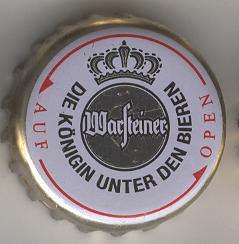 DIE KÖNIGIN UNTER DEN BIEREN
Warsteiner
AUF
OPEN